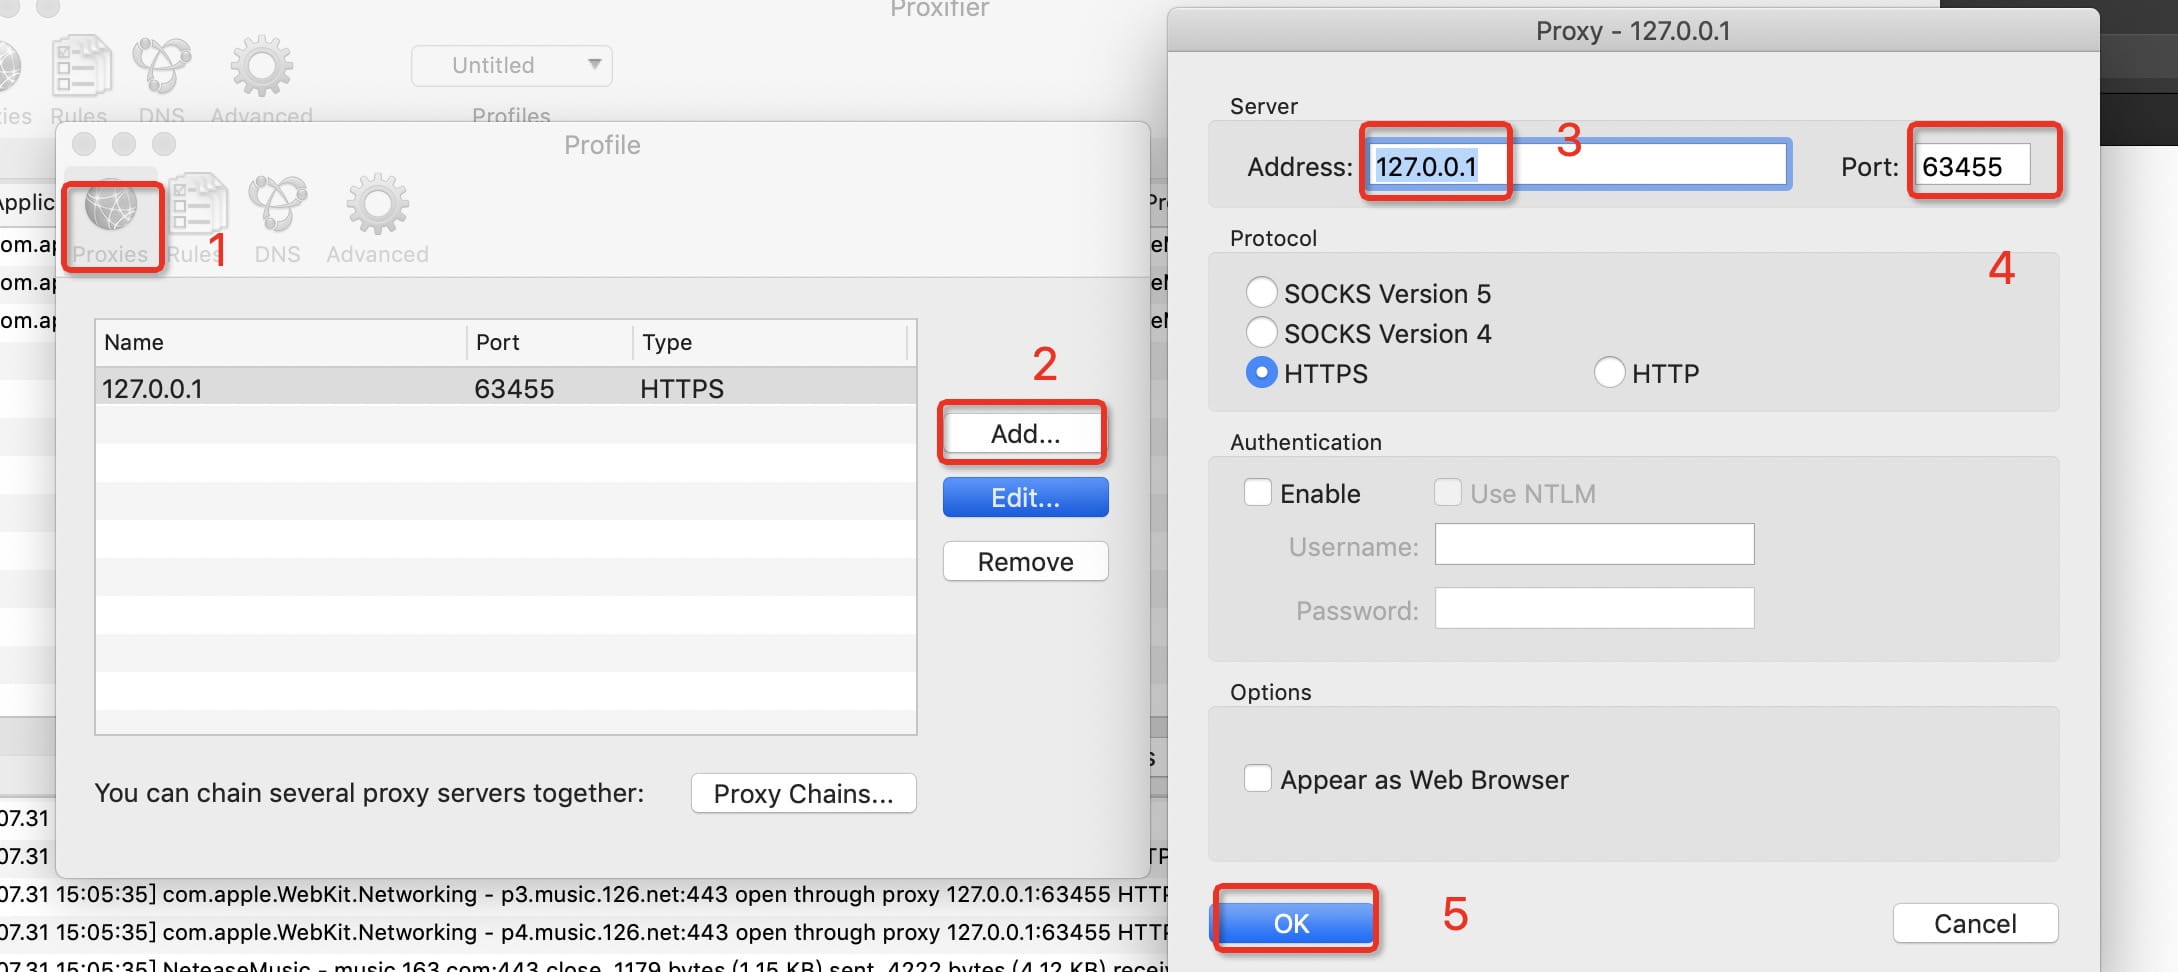 Proxifier
Untitled
ies Rules DNS Advanced
Profiles
Profile
Proxies Rules DNS Advanced
1
Name Port Type
127.0.0.1 63455 HTTPS
2
Add...
Edit...
Remove
You can chain several proxy servers together: Proxy Chains...
Applic
om.ap
om.ap
om.ap
07.31
07.31
07.31 15:05:35] com.apple.WebKit.Networking - p3.music.126.net:443 open through proxy 127.0.0.1:63455 HTTP
07.31 15:05:35] com.apple.WebKit.Networking - p4.music.126.net:443 open through proxy 127.0.0.1:63455 HTTP
07.31 15:05:35] NeteaseMusic - music.163.com:443 close, 1179 bytes (1.15 KB) sent, 4222 bytes (4.12 KB) recei
Proxy - 127.0.0.1
Server
Address: 127.0.0.1 3 Port: 63455
Protocol
4
SOCKS Version 5
SOCKS Version 4
HTTPS HTTP
Authentication
Enable Use NTLM
Username:
Password:
Options
Appear as Web Browser
OK 5 Cancel